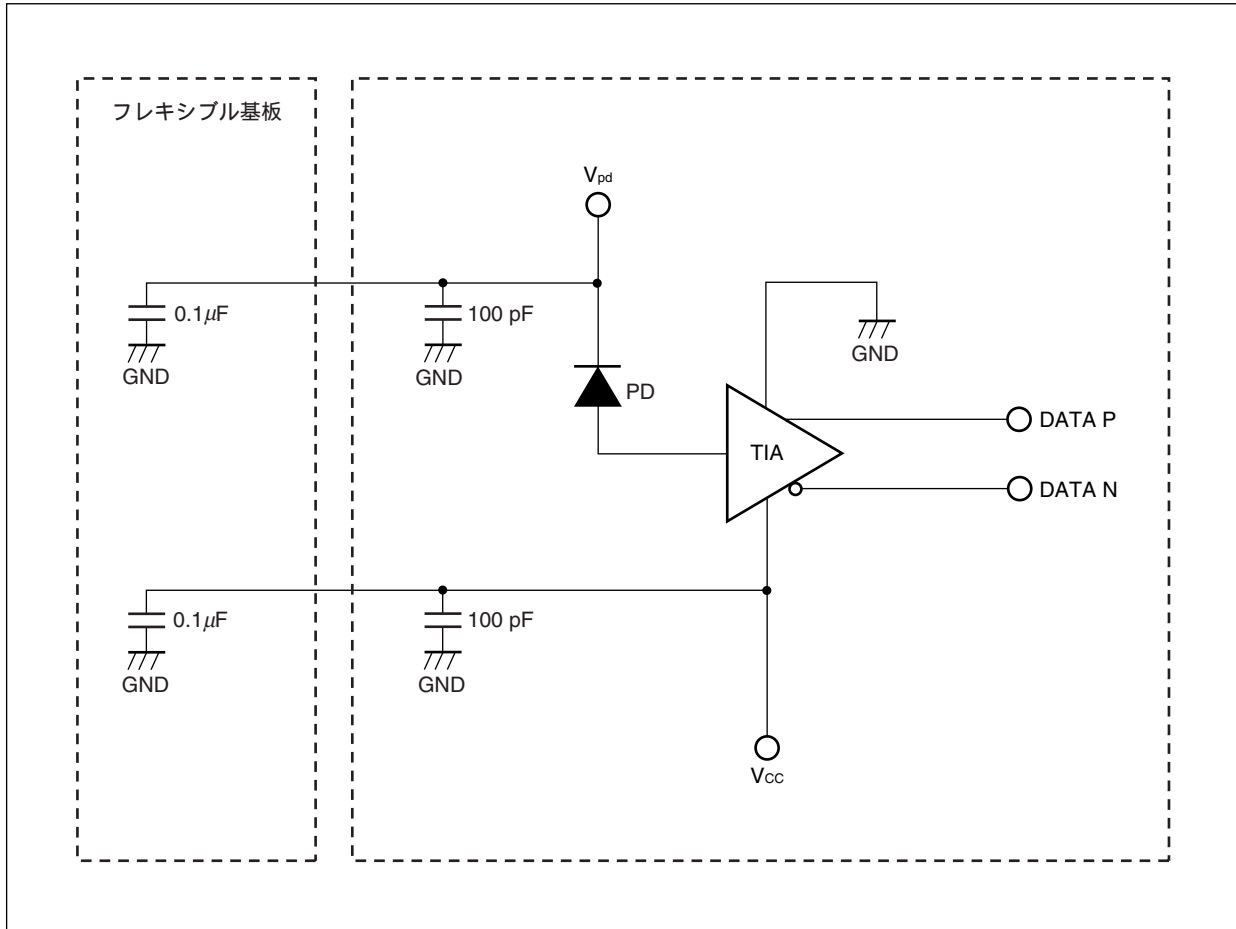 フレキシブル基板
Vpd
0.1μF
GND
100 pF
GND
PD
GND
TIA
DATA P
DATA N
0.1μF
GND
100 pF
GND
VCC